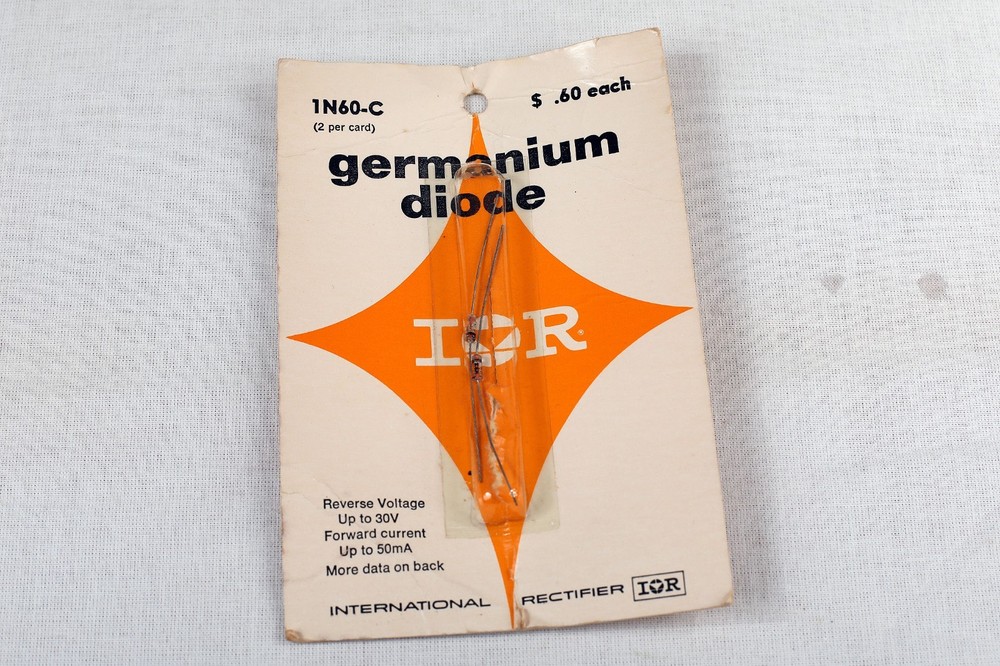 1N60-C
$ .60 each
(2 per card)
germanium
diode
IOR®
Reverse Voltage
Up to 30V
Forward current
Up to 50mA
More data on back
INTERNATIONAL RECTIFIER IOR